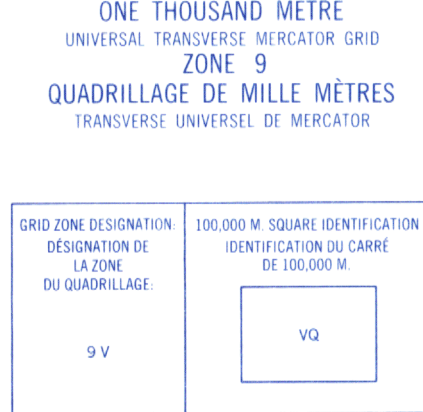 ONE THOUSAND METRE
UNIVERSAL TRANSVERSE MERCATOR GRID
ZONE 9
QUADRILLAGE DE MILLE MÈTRES
TRANSVERSE UNIVERSEL DE MERCATOR
GRID ZONE DESIGNATION:
DÉSIGNATION DE
LA ZONE
DU QUADRILLAGE:
9 V
100,000 M. SQUARE IDENTIFICATION
IDENTIFICATION DU CARRÉ
DE 100,000 M.
VQ